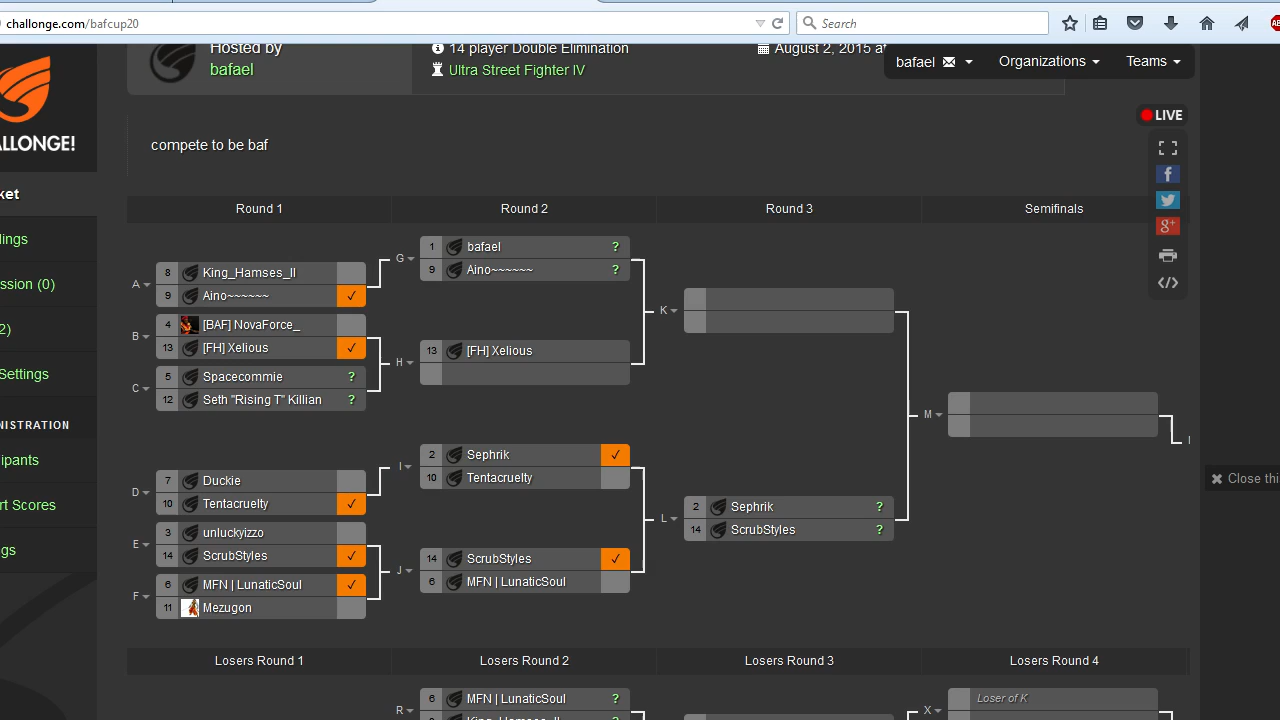 challonge.com/bafcup20
Search
Hosted by
bafael
14 player Double Elimination
Ultra Street Fighter IV
August 2, 2015 at
bafael
Organizations
Teams
ALLONGE!
LIVE
compete to be baf
ket
lings
ssion (0)
2)
Settings
NISTRATION
ipants
rt Scores
gs
Round 1
Round 2
Round 3
Semifinals
A
8 King_Hamses_II
9 Aino~~~~~~ ✓
B
4 [BAF] NovaForce_
13 [FH] Xelious ✓
C
5 Spacecommie ?
12 Seth "Rising T" Killian ?
D
7 Duckie
10 Tentacruelty ✓
E
3 unluckyizzo
14 ScrubStyles ✓
F
6 MFN | LunaticSoul ✓
11 Mezugon
G
1 bafael ?
9 Aino~~~~~~ ?
H
13 [FH] Xelious
I
2 Sephrik ✓
10 Tentacruelty
J
14 ScrubStyles ✓
6 MFN | LunaticSoul
K
L
2 Sephrik ?
14 ScrubStyles ?
M
Close thi
Losers Round 1
Losers Round 2
Losers Round 3
Losers Round 4
R
6 MFN | LunaticSoul ?
King_Hamses_II
X
Loser of K